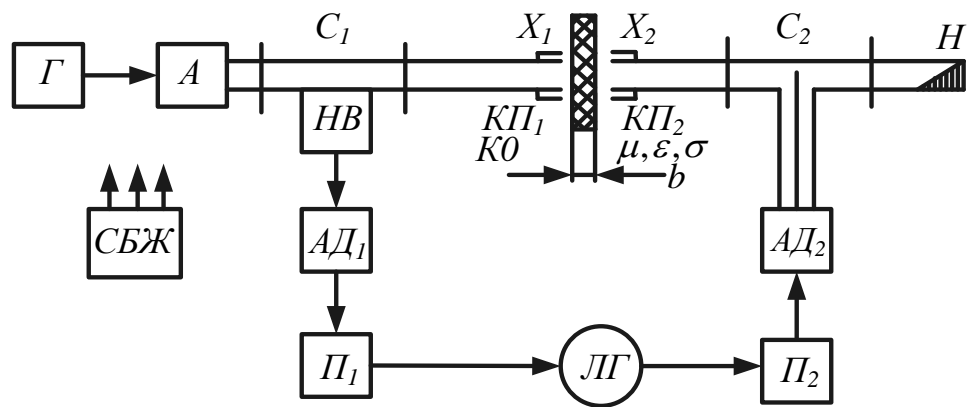 C₁
X₁
X₂
C₂
H
Г
А
НВ
КП₁
К0
КП₂
μ, ε, σ
b
СБЖ
АД₁
АД₂
П₁
ЛГ
П₂